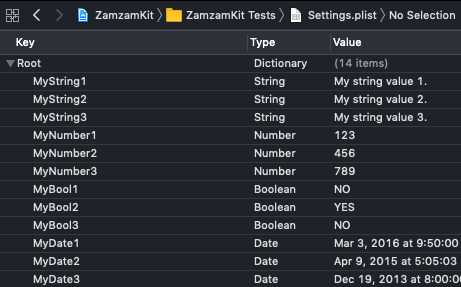 ZamzamKit ZamzamKit Tests Settings.plist No Selection
Key Type Value
Root Dictionary (14 items)
MyString1 String My string value 1.
MyString2 String My string value 2.
MyString3 String My string value 3.
MyNumber1 Number 123
MyNumber2 Number 456
MyNumber3 Number 789
MyBool1 Boolean NO
MyBool2 Boolean YES
MyBool3 Boolean NO
MyDate1 Date Mar 3, 2016 at 9:50:00
MyDate2 Date Apr 9, 2015 at 5:05:03
MyDate3 Date Dec 19, 2013 at 8:00:0